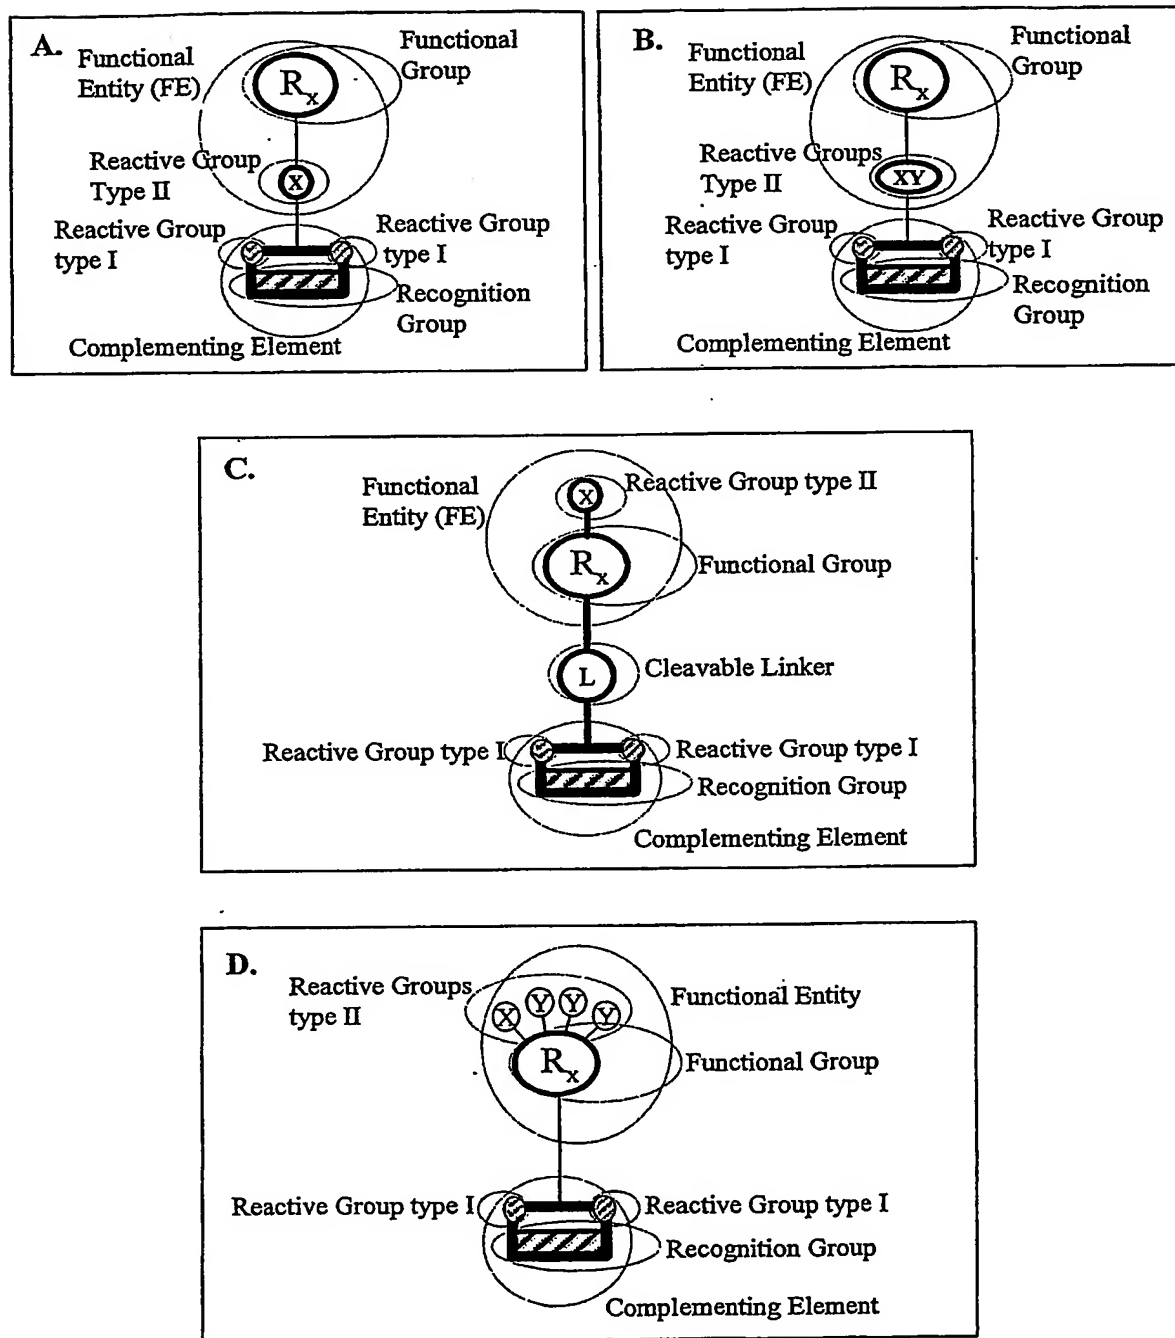 A.
Functional
Entity (FE)
Functional
Group
Rx
Reactive Group
Type II
X
Reactive Group
type I
Reactive Group
type I
Recognition
Group
Complementing Element
B.
Functional
Entity (FE)
Functional
Group
Rx
Reactive Groups
Type II
XY
Reactive Group
type I
Reactive Group
type I
Recognition
Group
Complementing Element
C.
Functional
Entity (FE)
X
Reactive Group type II
Rx
Functional Group
L
Cleavable Linker
Reactive Group type I
Reactive Group type I
Recognition Group
Complementing Element
D.
Reactive Groups
type II
X Y Y Y
Functional Entity
Rx
Functional Group
Reactive Group type I
Reactive Group type I
Recognition Group
Complementing Element